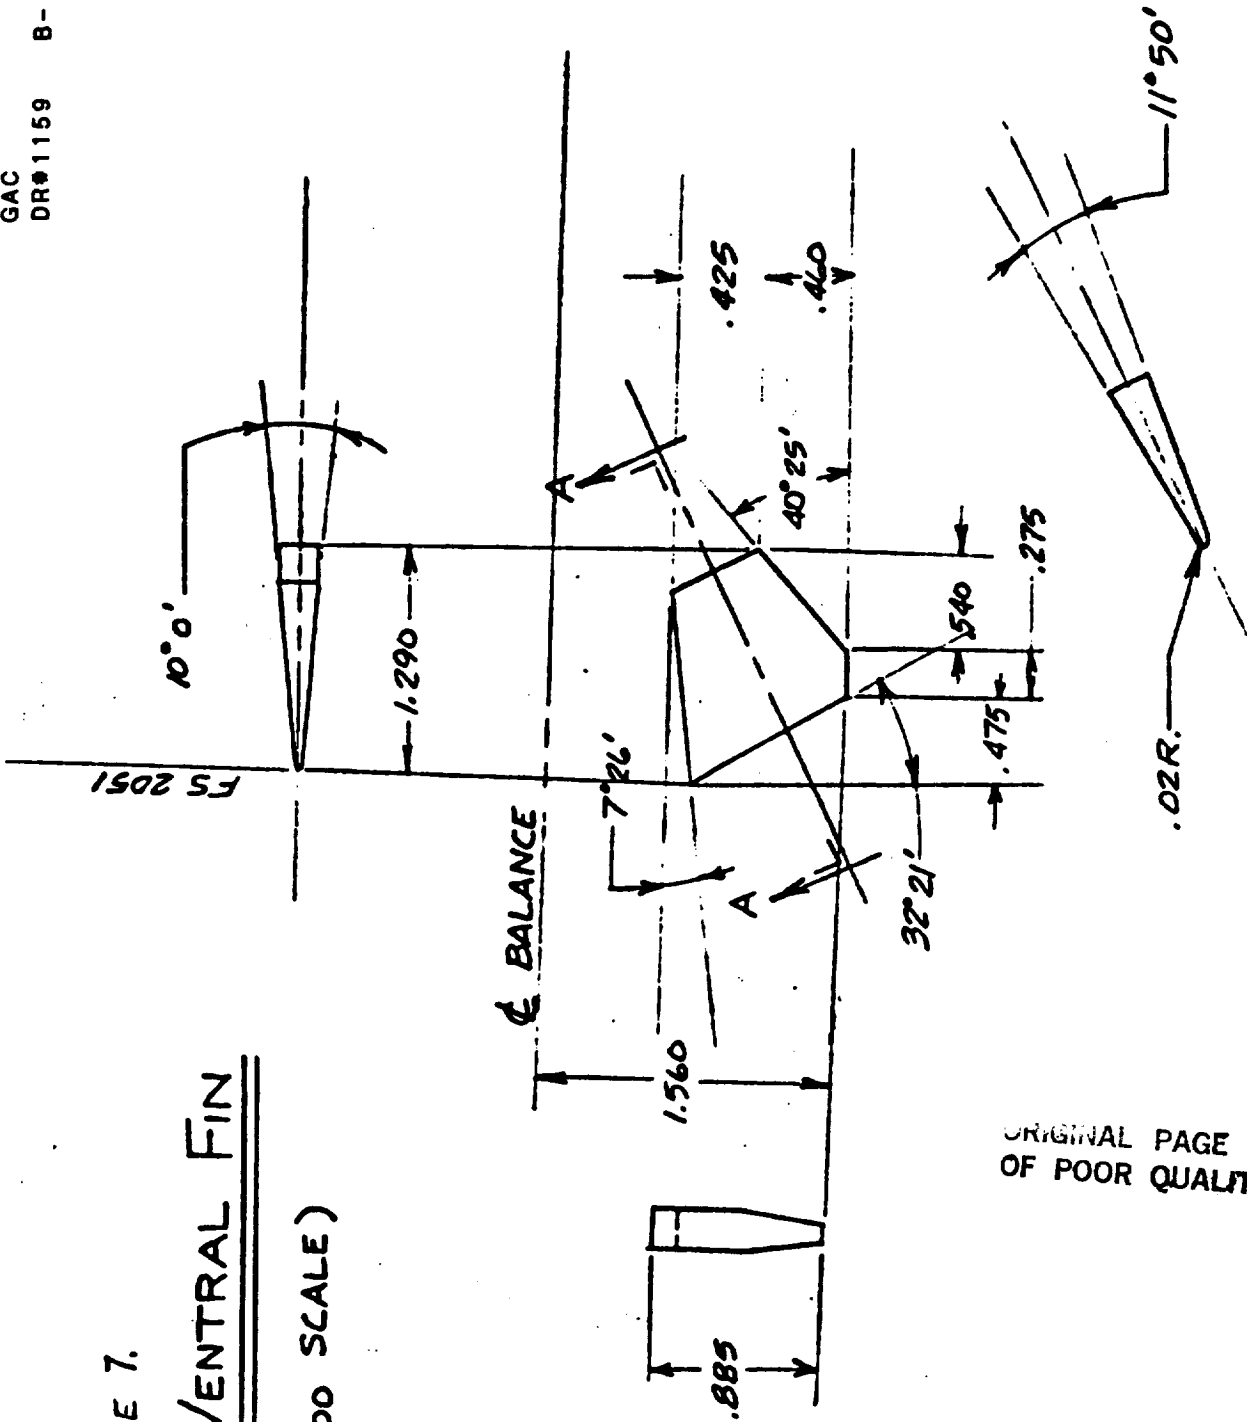 GAC
DR#1159 B-
10°0'
FS 2051
1.290
A
.425
.460
40°25'
7°26'
℄ BALANCE
.540
.275
.475
A
32°21'
11°50'
.02R.
1.560
.885
E 7.
VENTRAL FIN
SCALE)
ORIGINAL PAGE
OF POOR